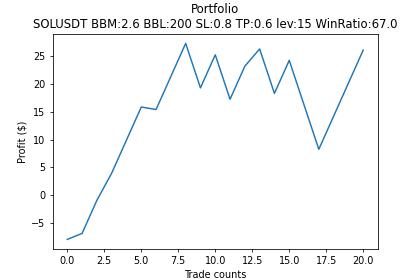 Portfolio
SOLUSDT BBM:2.6 BBL:200 SL:0.8 TP:0.6 lev:15 WinRatio:67.0
Profit ($)
25
20
15
10
5
0
−5
0.0 2.5 5.0 7.5 10.0 12.5 15.0 17.5 20.0
Trade counts